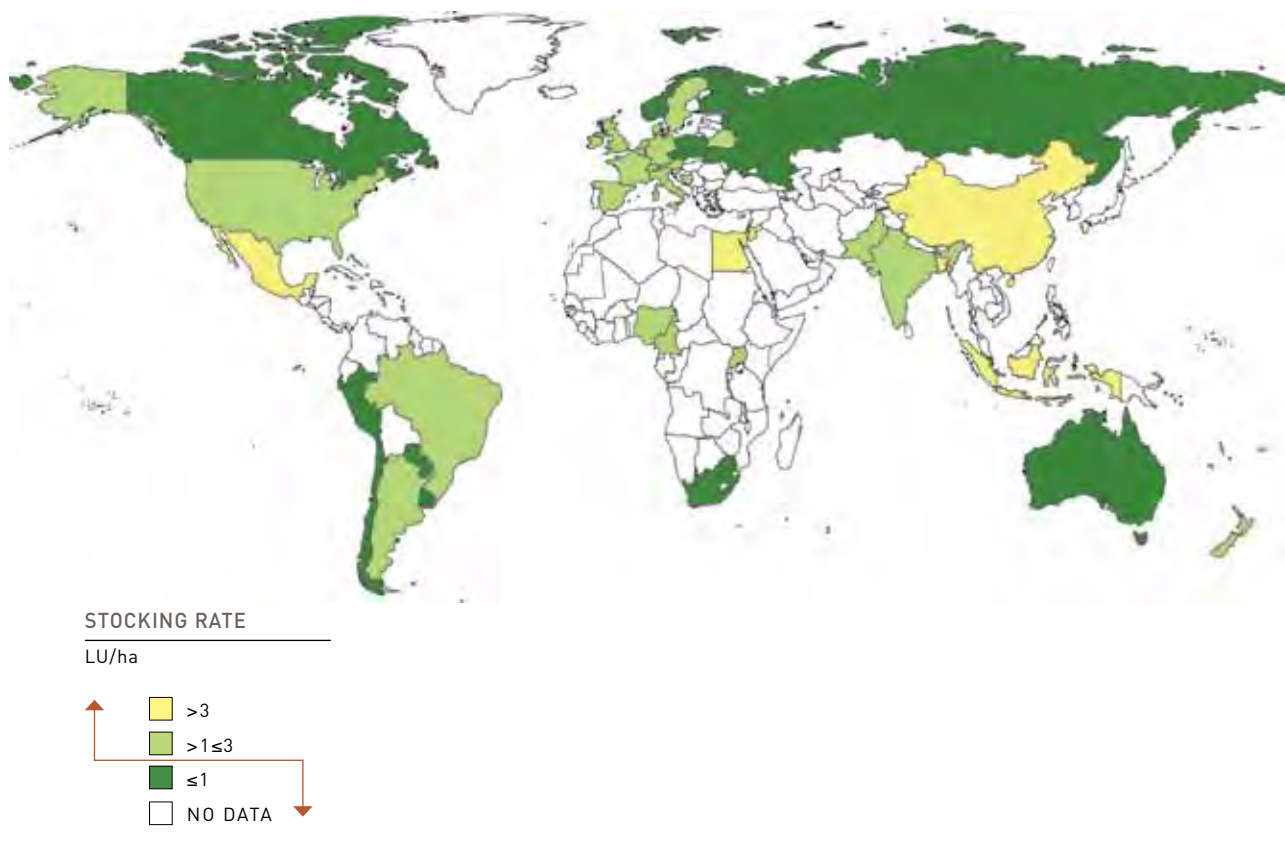 STOCKING RATE
LU/ha
>3
>1≤3
≤1
NO DATA